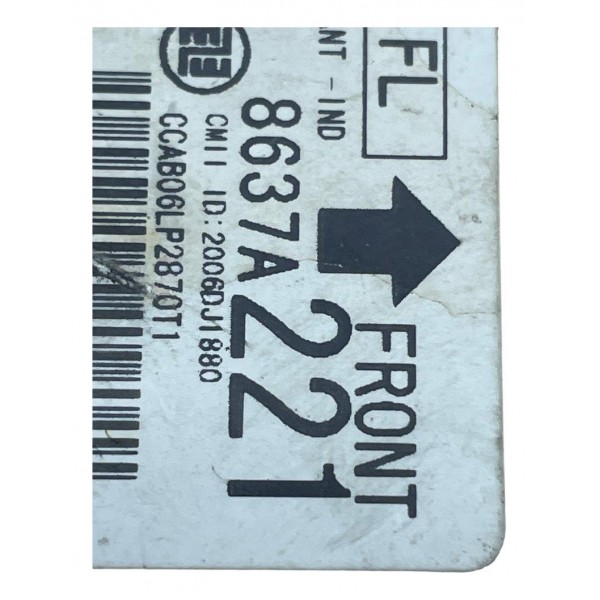 FL
FRONT
ANT-IND
8637A221
CMII ID:2006DJ1880
CCAB06LP2870T1